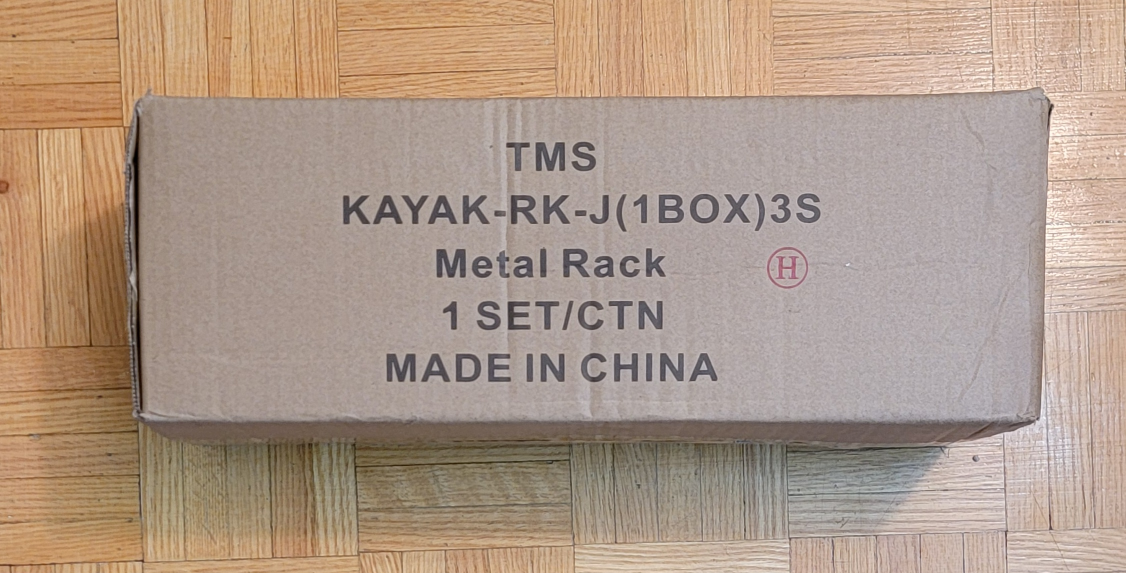 TMS
KAYAK-RK-J(1BOX)3S
Metal Rack
H
1 SET/CTN
MADE IN CHINA